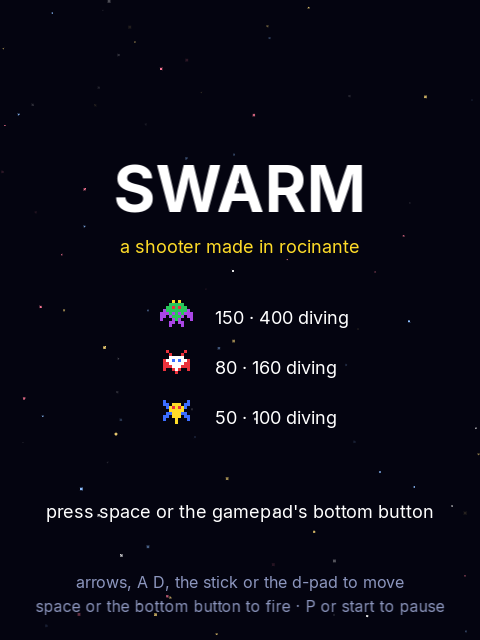 SWARM
a shooter made in rocinante
150 · 400 diving
80 · 160 diving
50 · 100 diving
press space or the gamepad's bottom button
arrows, A D, the stick or the d-pad to move
space or the bottom button to fire · P or start to pause